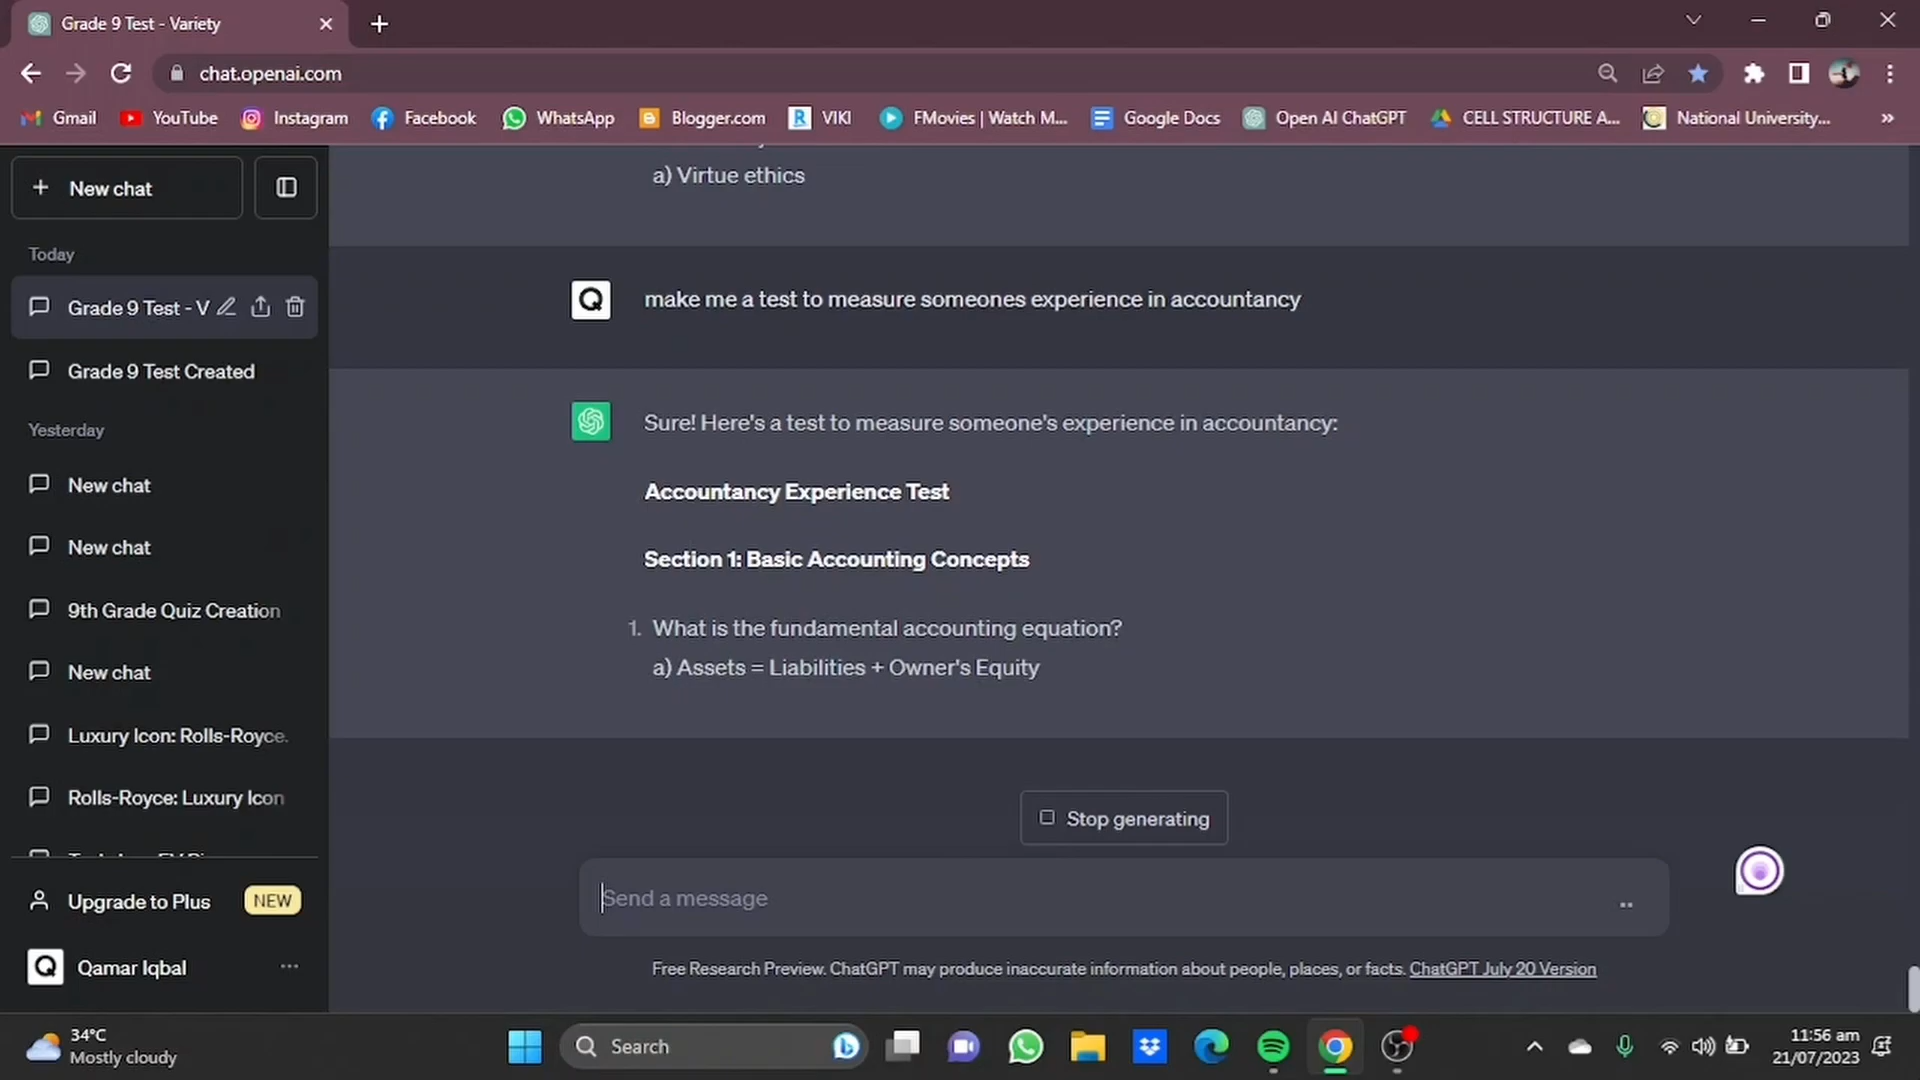 Grade 9 Test - Variety
chat.openai.com
Gmail
YouTube
Instagram
Facebook
WhatsApp
Blogger.com
VIKI
FMovies | Watch M...
Google Docs
Open AI ChatGPT
CELL STRUCTURE A...
National University...
New chat
Today
Grade 9 Test - V
Grade 9 Test Created
Yesterday
New chat
New chat
9th Grade Quiz Creation
New chat
Luxury Icon: Rolls-Royce.
Rolls-Royce: Luxury Icon
Upgrade to Plus
NEW
Q
Qamar Iqbal
a) Virtue ethics
Q
make me a test to measure someones experience in accountancy
Sure! Here's a test to measure someone's experience in accountancy:
Accountancy Experience Test
Section 1: Basic Accounting Concepts
1. What is the fundamental accounting equation?
a) Assets = Liabilities + Owner's Equity
Stop generating
Send a message
Free Research Preview. ChatGPT may produce inaccurate information about people, places, or facts. ChatGPT July 20 Version
34°C
Mostly cloudy
Search
11:56 am
21/07/2023